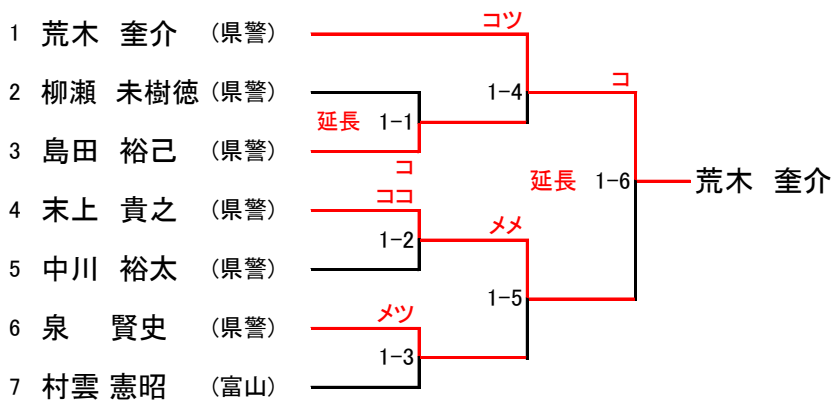 1 荒木 奎介 (県警)
コツ
2 柳瀬 未樹徳 (県警)
1-4
コ
延長 1-1
3 島田 裕己 (県警)
コ
延長 1-6
荒木 奎介
ココ
4 末上 貴之 (県警)
メメ
1-2
5 中川 裕太 (県警)
1-5
メツ
6 泉 賢史 (県警)
1-3
7 村雲 憲昭 (富山)